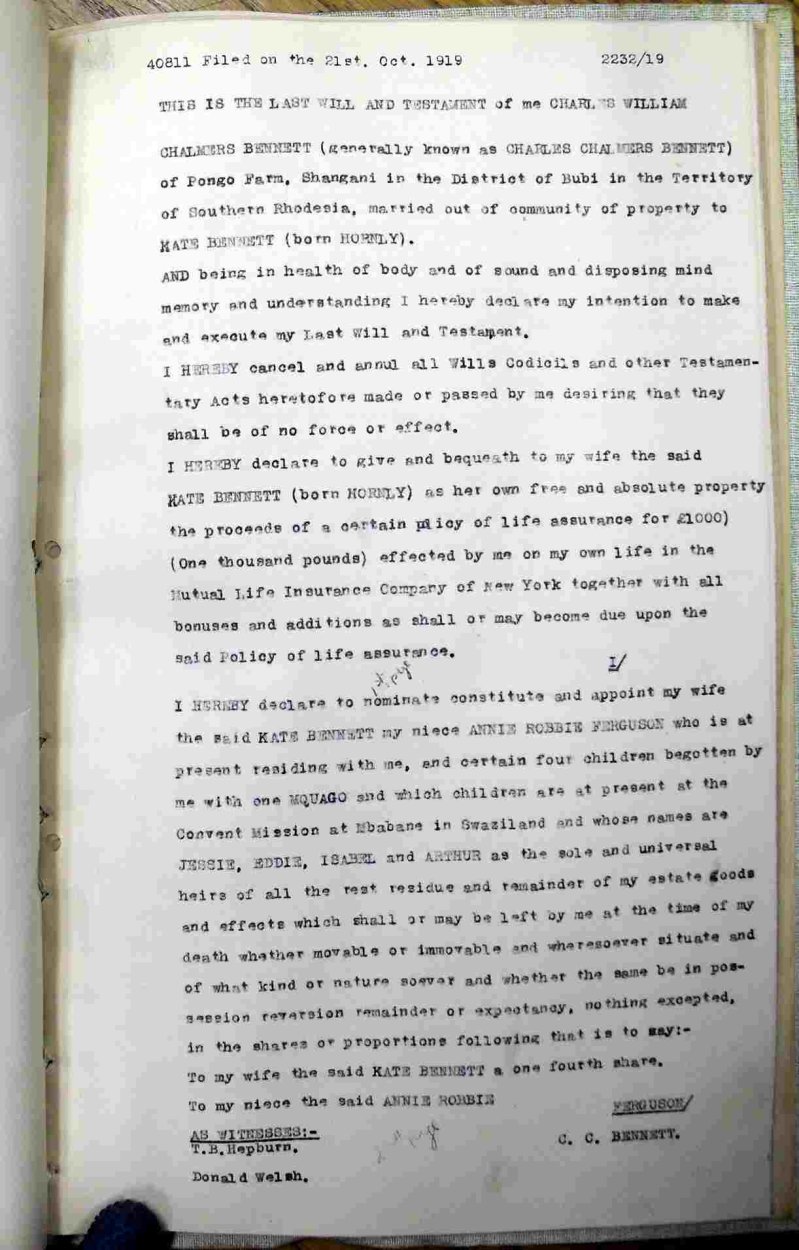 40811 Filed on the 21st. Oct. 1919 2232/19
THIS IS THE LAST WILL AND TESTAMENT of me CHARLES WILLIAM
CHALMERS BENNETT (generally known as CHARLES CHALMERS BENNETT)
of Pongo Farm, Shangani in the District of Bubi in the Territory
of Southern Rhodesia, married out of community of property to
KATE BENNETT (born HORNLY).
AND being in health of body and of sound and disposing mind
memory and understanding I hereby declare my intention to make
and execute my Last Will and Testament.
I HEREBY cancel and annul all Wills Codicils and other Testamen-
tary Acts heretofore made or passed by me desiring that they
shall be of no force or effect.
I HEREBY declare to give and bequeath to my wife the said
KATE BENNETT (born HORNLY) as her own free and absolute property
the proceeds of a certain plicy of life assurance for £1000)
(One thousand pounds) effected by me on my own life in the
Mutual Life Insurance Company of New York together with all
bonuses and additions as shall or may become due upon the
said Policy of life assurance.
I/
I HEREBY declare to nominate constitute and appoint my wife
the said KATE BENNETT my niece ANNIE ROBBIE FERGUSON who is at
present residing with me, and certain four children begotten by
me with one MQUAGO and which children are at present at the
Convent Mission at Mbabane in Swaziland and whose names are
JESSIE, EDDIE, ISABEL and ARTHUR as the sole and universal
heirs of all the rest residue and remainder of my estate goods
and effects which shall or may be left by me at the time of my
death whether movable or immovable and wheresoever situate and
of what kind or nature soever and whether the same be in pos-
session reversion remainder or expectancy, nothing excepted,
in the shares or proportions following that is to say:-
To my wife the said KATE BENNETT a one fourth share.
To my niece the said ANNIE ROBBIE
FERGUSON/
AS WITNESSES:-
C. C. BENNETT.
T.B.Hepburn.
Donald Welsh.